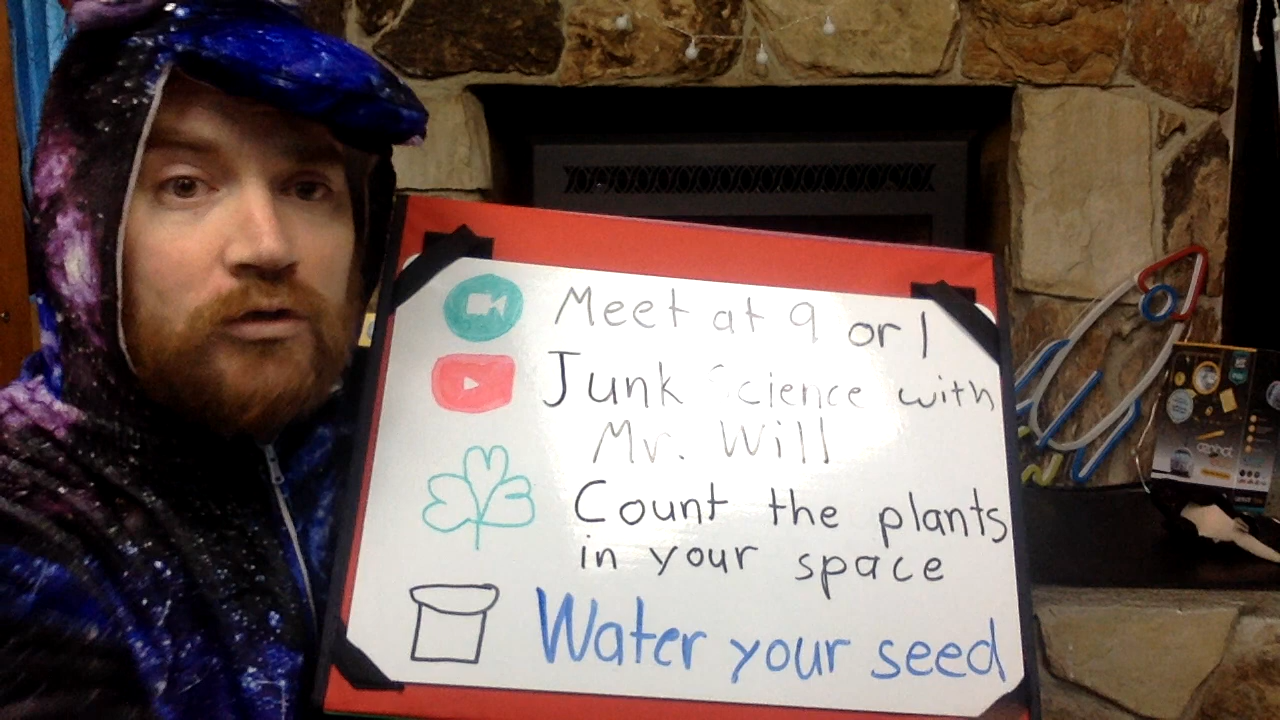 Meet at 9 or 1
Junk Science with
Mr. Will
Count the plants
in your space
Water your seed